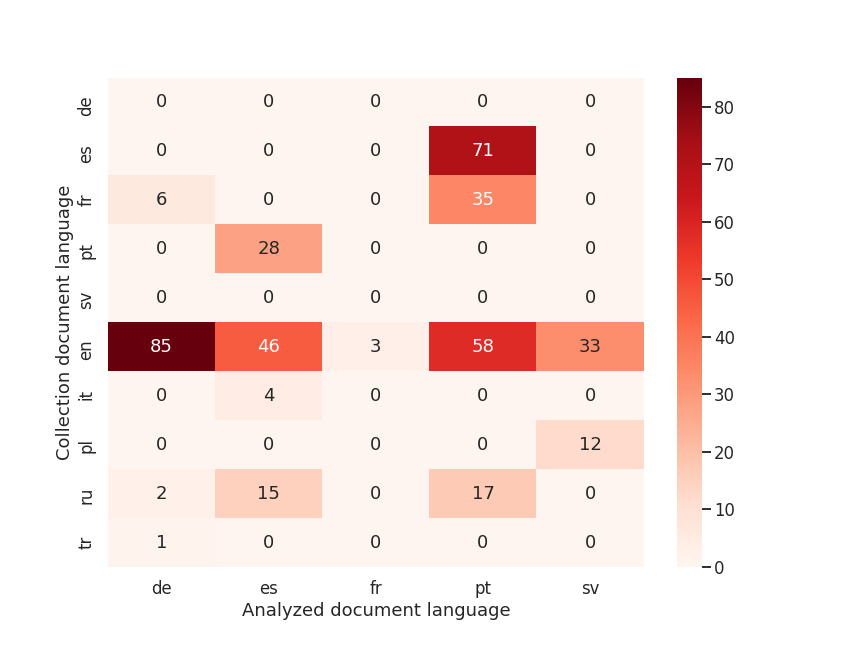 Collection document language
de 0 0 0 0 0
es 0 0 0 71 0
fr 6 0 0 35 0
pt 0 28 0 0 0
sv 0 0 0 0 0
en 85 46 3 58 33
it 0 4 0 0 0
pl 0 0 0 0 12
ru 2 15 0 17 0
tr 1 0 0 0 0
de es fr pt sv
Analyzed document language
80
70
60
50
40
30
20
10
0